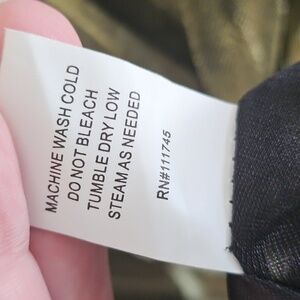 MACHINE WASH COLD
DO NOT BLEACH
TUMBLE DRY LOW
STEAM AS NEEDED
RN#111745